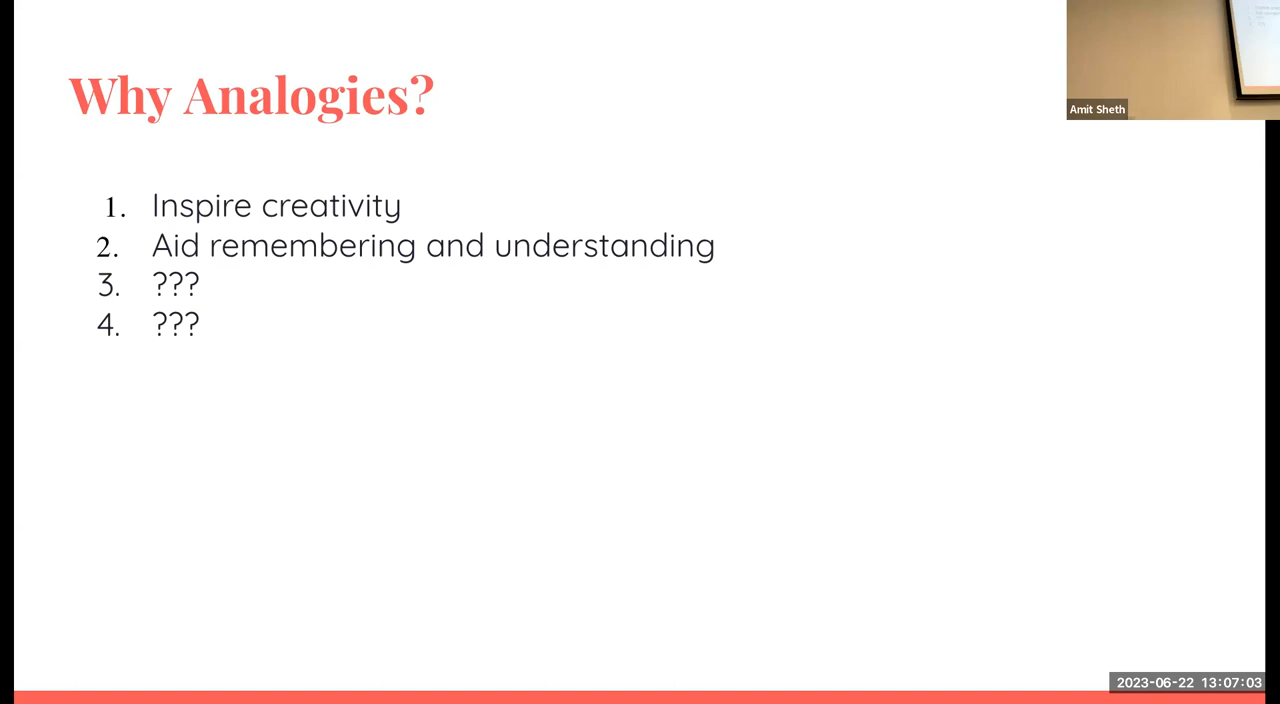 Why Analogies?
1. Inspire creativity
2. Aid remembering and understanding
3. ???
4. ???
Amit Sheth
2023-06-22 13:07:03